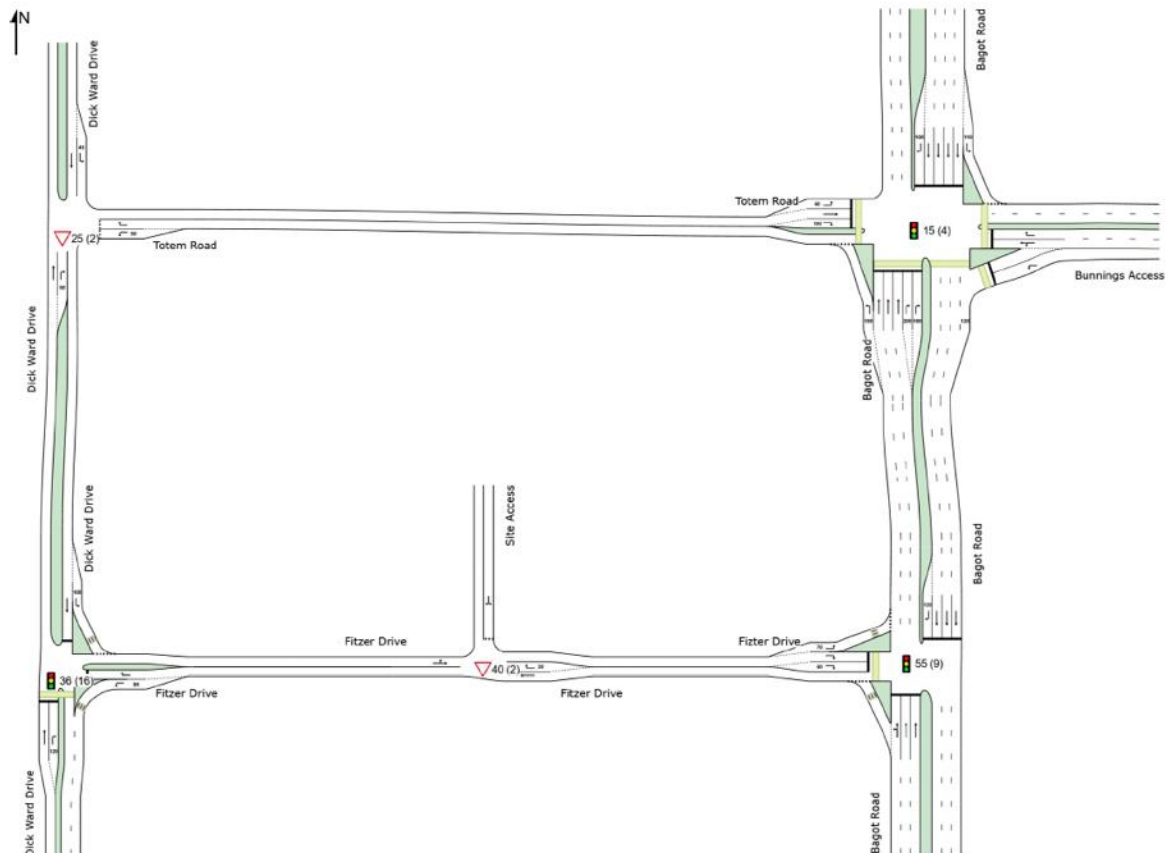 N
Dick Ward Drive
Bagot Road
Totem Road
25 (2)
Totem Road
15 (4)
Bunnings Access
Dick Ward Drive
Bagot Road
Dick Ward Drive
Site Access
Bagot Road
Fitzer Drive
Fizter Drive
40 (2)
55 (9)
36 (16)
Fitzer Drive
Fitzer Drive
Dick Ward Drive
Bagot Road